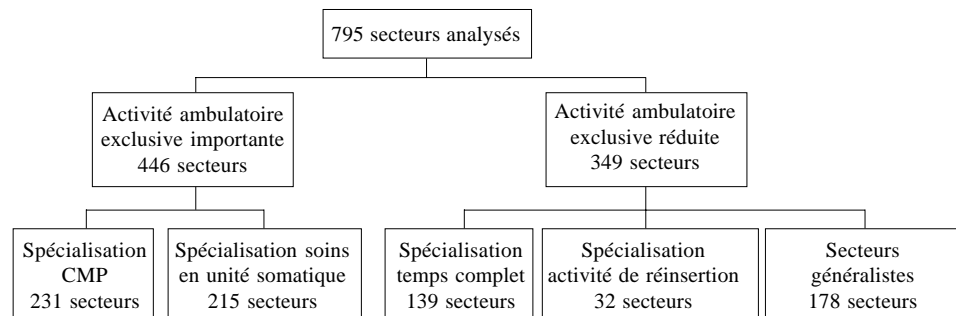 795 secteurs analysés
Activité ambulatoire
exclusive importante
446 secteurs
Activité ambulatoire
exclusive réduite
349 secteurs
Spécialisation
CMP
231 secteurs
Spécialisation soins
en unité somatique
215 secteurs
Spécialisation
temps complet
139 secteurs
Spécialisation
activité de réinsertion
32 secteurs
Secteurs
généralistes
178 secteurs